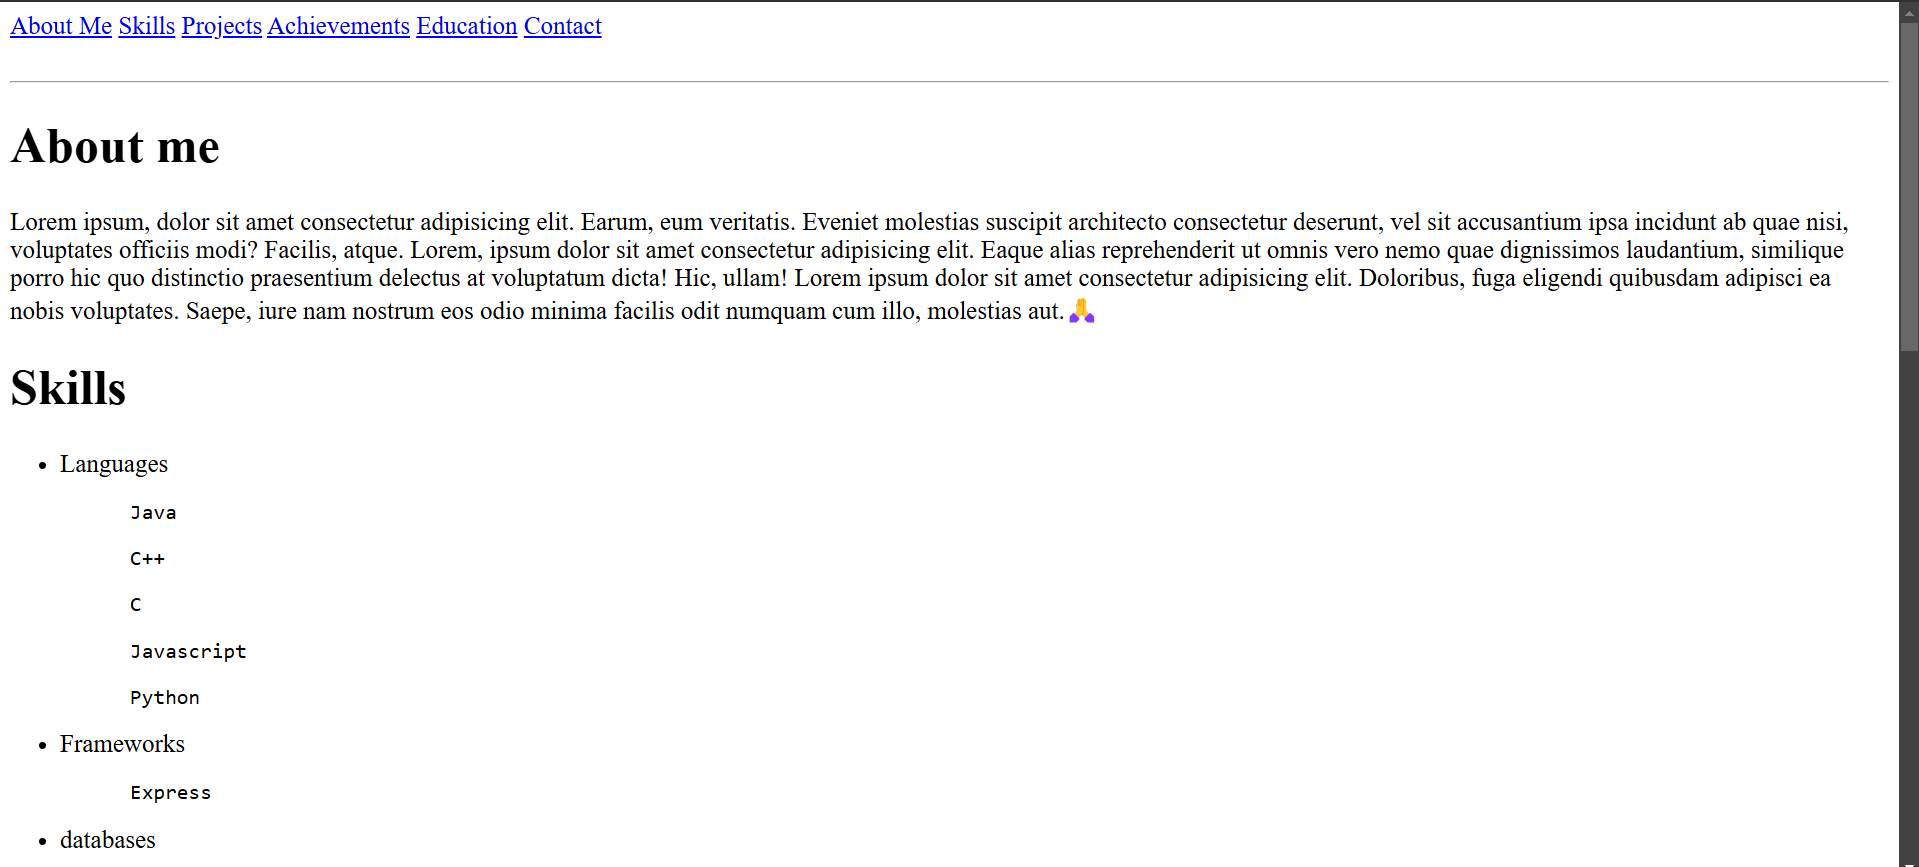 About Me Skills Projects Achievements Education Contact
About me
Lorem ipsum, dolor sit amet consectetur adipisicing elit. Earum, eum veritatis. Eveniet molestias suscipit architecto consectetur deserunt, vel sit accusantium ipsa incidunt ab quae nisi,
voluptates officiis modi? Facilis, atque. Lorem, ipsum dolor sit amet consectetur adipisicing elit. Eaque alias reprehenderit ut omnis vero nemo quae dignissimos laudantium, similique
porro hic quo distinctio praesentium delectus at voluptatum dicta! Hic, ullam! Lorem ipsum dolor sit amet consectetur adipisicing elit. Doloribus, fuga eligendi quibusdam adipisci ea
nobis voluptates. Saepe, iure nam nostrum eos odio minima facilis odit numquam cum illo, molestias aut.🙏
Skills
• Languages
Java
C++
C
Javascript
Python
• Frameworks
Express
• databases